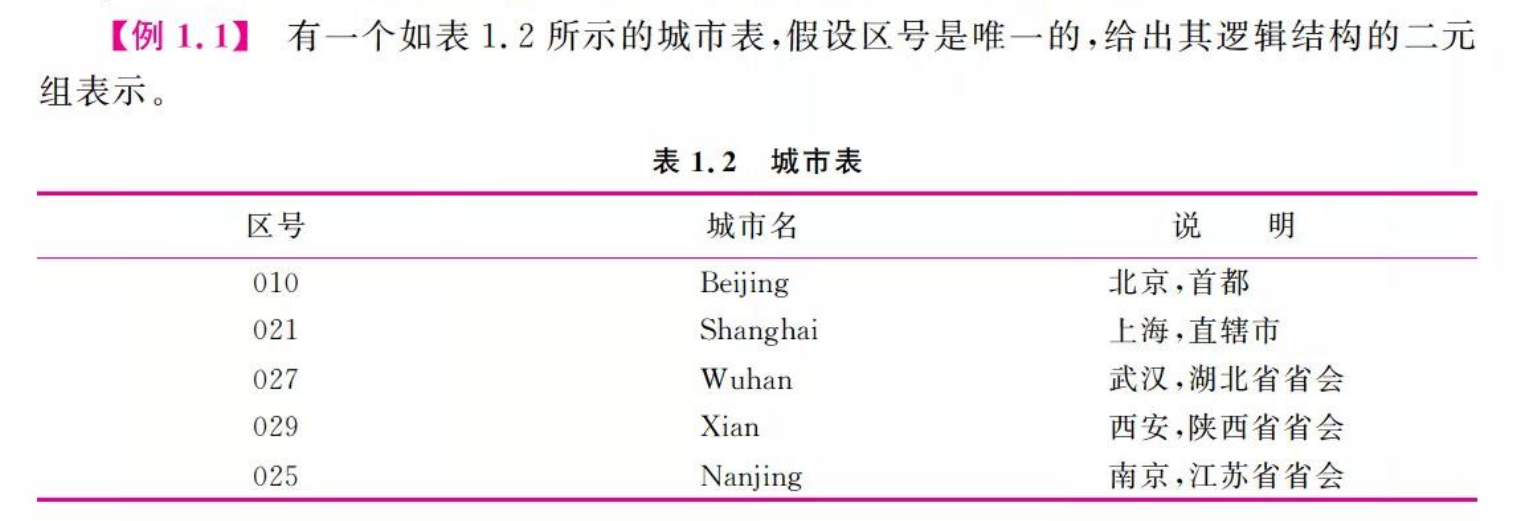 【例 1.1】 有一个如表 1.2 所示的城市表,假设区号是唯一的,给出其逻辑结构的二元
组表示。
表 1.2 城市表
区号 城市名 说 明
010 Beijing 北京,首都
021 Shanghai 上海,直辖市
027 Wuhan 武汉,湖北省省会
029 Xian 西安,陕西省省会
025 Nanjing 南京,江苏省省会